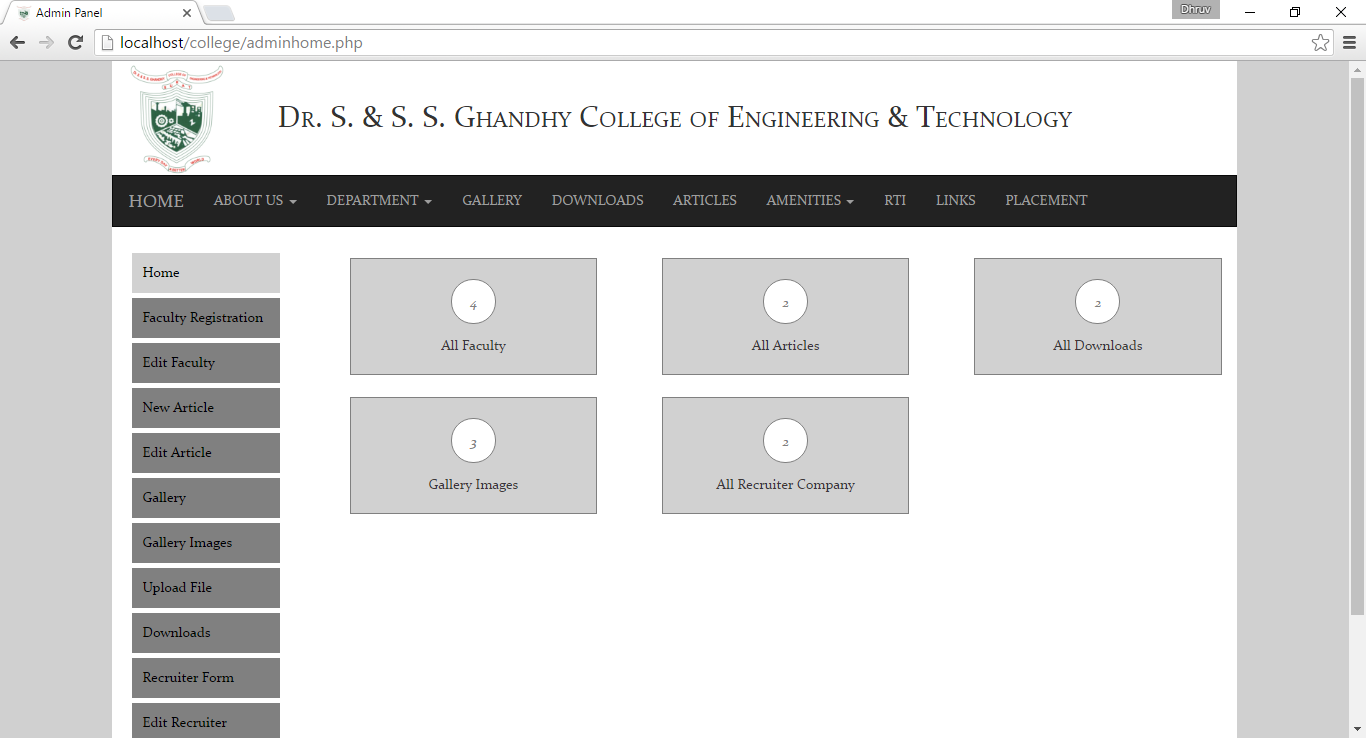 Admin Panel
Dhruv
localhost/college/adminhome.php
Dr. S. & S. S. Ghandhy College of Engineering & Technology
HOME ABOUT US DEPARTMENT GALLERY DOWNLOADS ARTICLES AMENITIES RTI LINKS PLACEMENT
Home
Faculty Registration
Edit Faculty
New Article
Edit Article
Gallery
Gallery Images
Upload File
Downloads
Recruiter Form
Edit Recruiter
4
All Faculty
2
All Articles
2
All Downloads
3
Gallery Images
2
All Recruiter Company